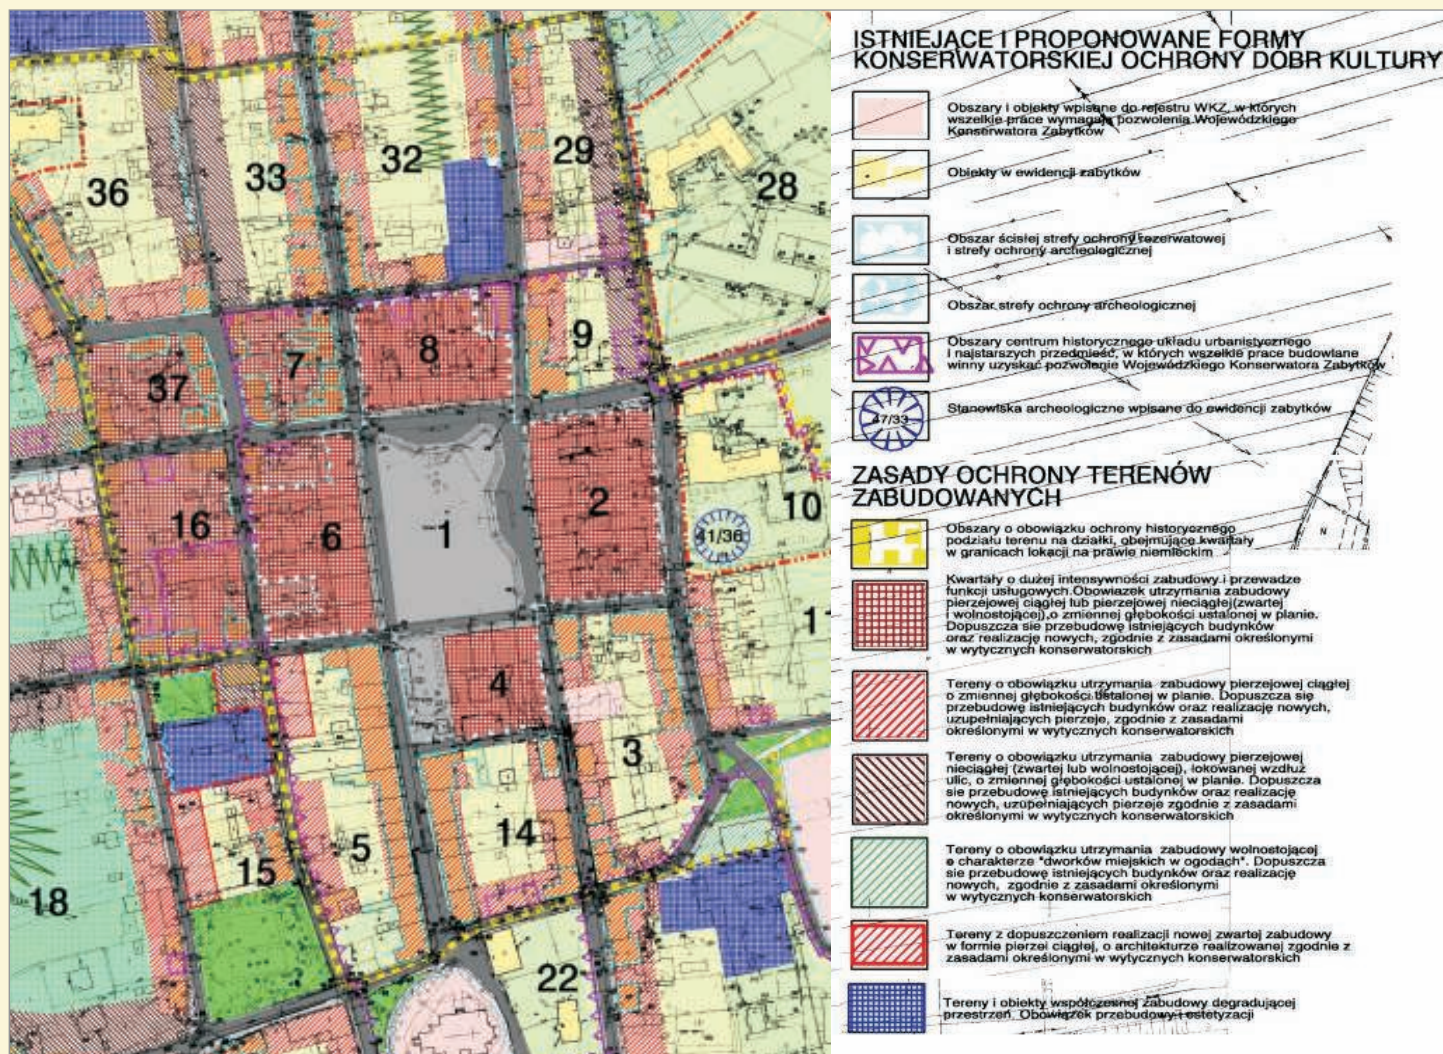 36
33
32
29
28
37
7
8
9
16
6
1
2
41/36
10
4
3
5
14
15
18
22
ISTNIEJĄCE I PROPONOWANE FORMY
KONSERWATORSKIEJ OCHRONY DÓBR KULTURY
Obszary i obiekty wpisane do rejestru WKZ, w których
wszelkie prace wymagają pozwolenia Wojewódzkiego
Konserwatora Zabytków
Obiekty w ewidencji zabytków
Obszar ścisłej strefy ochrony rezerwatowej
i strefy ochrony archeologicznej
Obszar strefy ochrony archeologicznej
Obszary centrum historycznego układu urbanistycznego
i najstarszych przedmieść, w których wszelkie prace budowlane
winny uzyskać pozwolenie Wojewódzkiego Konserwatora Zabytków
47/33
Stanowiska archeologiczne wpisane do ewidencji zabytków
ZASADY OCHRONY TERENÓW
ZABUDOWANYCH
Obszary o obowiązku ochrony historycznego
podziału terenu na działki, obejmujące kwartały
w granicach lokacji na prawie niemieckim
Kwartały o dużej intensywności zabudowy i przewadze
funkcji usługowych.Obowiazek utrzymania zabudowy
pierzejowej ciągłej lub pierzejowej nieciągłej(zwartej
i wolnostojącej),o zmiennej głębokości ustalonej w planie.
Dopuszcza sie przebudowę istniejących budynków
oraz realizację nowych, zgodnie z zasadami określonymi
w wytycznych konserwatorskich
Tereny o obowiązku utrzymania zabudowy pierzejowej ciągłej
o zmiennej głębokości ustalonej w planie. Dopuszcza się
przebudowę istniejących budynków oraz realizację nowych,
uzupełniających pierzeje, zgodnie z zasadami
określonymi w wytycznych konserwatorskich
Tereny o obowiązku utrzymania zabudowy pierzejowej
nieciągłej (zwartej lub wolnostojącej), lokowanej wzdłuż
ulic, o zmiennej głębokości ustalonej w planie. Dopuszcza
sie przebudowę istniejących budynków oraz realizację
nowych, uzupełniających pierzeje zgodnie z zasadami
określonymi w wytycznych konserwatorskich
N
Tereny o obowiązku utrzymania zabudowy wolnostojącej
o charakterze "dworków miejskich w ogodach". Dopuszcza
sie przebudowę istniejących budynków oraz realizację
nowych, zgodnie z zasadami określonymi
w wytycznych konserwatorskich
Tereny z dopuszczeniem realizacji nowej zwartej zabudowy
w formie pierzei ciągłej, o architekturze realizowanej zgodnie z
zasadami określonymi w wytycznych konserwatorskich
Tereny i obiekty współczesnej zabudowy degradującej
przestrzeń. Obowiązek przebudowy i estetyzacji